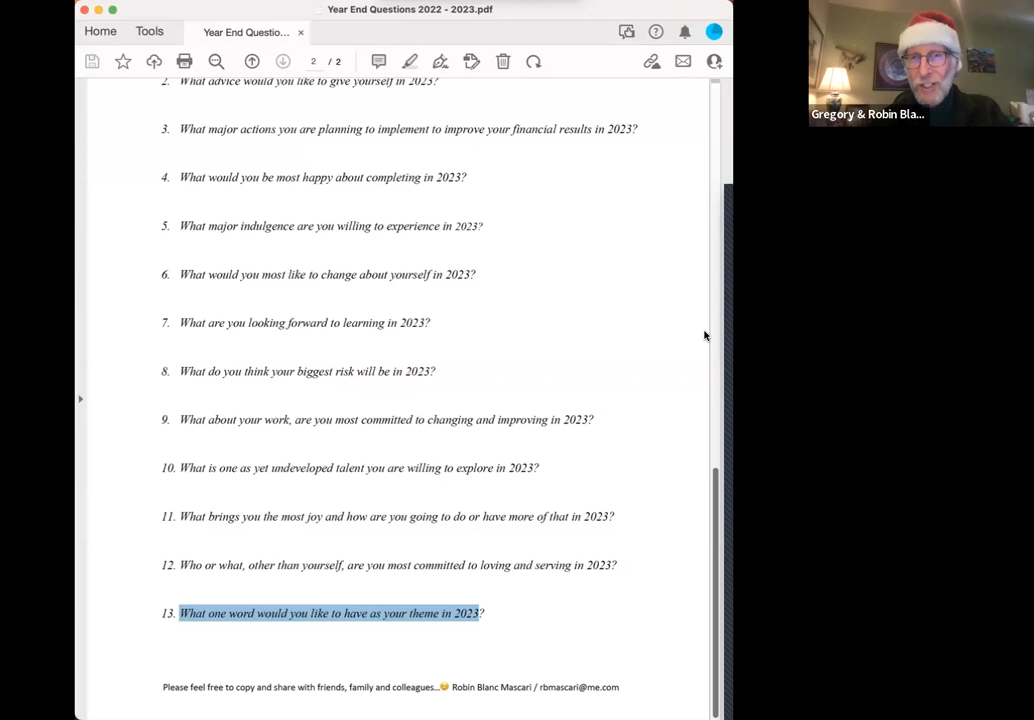 Year End Questions 2022 - 2023.pdf
Home
Tools
Year End Questio...
2 / 2
2. What advice would you like to give yourself in 2023?
3. What major actions you are planning to implement to improve your financial results in 2023?
4. What would you be most happy about completing in 2023?
5. What major indulgence are you willing to experience in 2023?
6. What would you most like to change about yourself in 2023?
7. What are you looking forward to learning in 2023?
8. What do you think your biggest risk will be in 2023?
9. What about your work, are you most committed to changing and improving in 2023?
10. What is one as yet undeveloped talent you are willing to explore in 2023?
11. What brings you the most joy and how are you going to do or have more of that in 2023?
12. Who or what, other than yourself, are you most committed to loving and serving in 2023?
13. What one word would you like to have as your theme in 2023?
Please feel free to copy and share with friends, family and colleagues...😊 Robin Blanc Mascari / rbmascari@me.com
Gregory & Robin Bla...